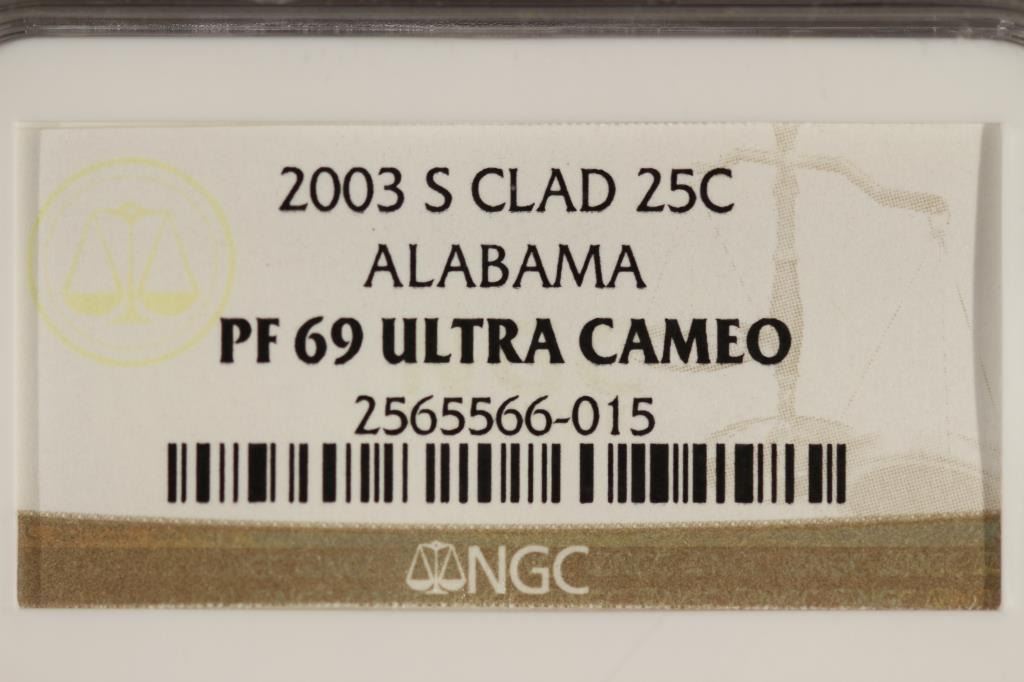 2003 S CLAD 25C
ALABAMA
PF 69 ULTRA CAMEO
2565566-015
NGC